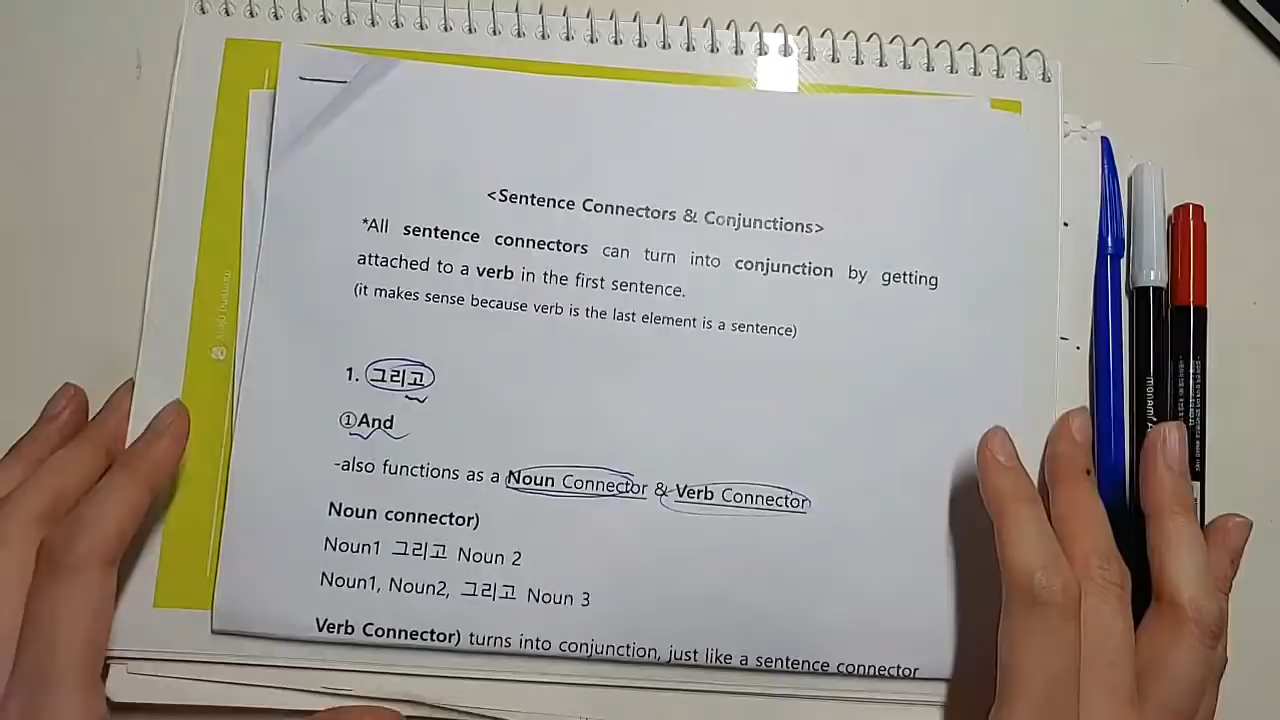 <Sentence Connectors & Conjunctions>
*All sentence connectors can turn into conjunction by getting
attached to a verb in the first sentence.
(it makes sense because verb is the last element is a sentence)
1. 그리고
①And
-also functions as a Noun Connector & Verb Connector
Noun connector)
Noun1 그리고 Noun 2
Noun1, Noun2, 그리고 Noun 3
Verb Connector) turns into conjunction, just like a sentence connector
morning glory
monami